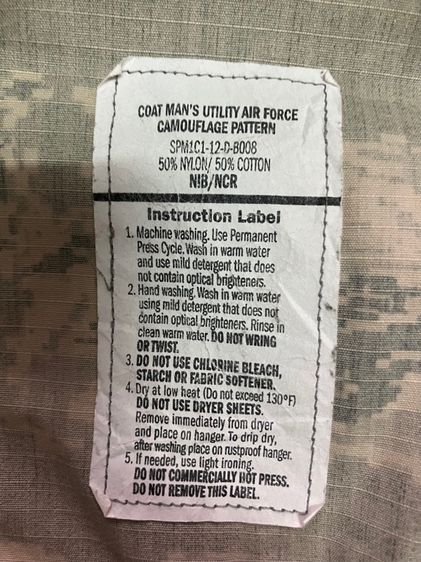 COAT MAN'S UTILITY AIR FORCE
CAMOUFLAGE PATTERN
SPM1C1-12-D-B008
50% NYLON/ 50% COTTON
NIB/NCR
Instruction Label
1. Machine washing. Use Permanent
Press Cycle. Wash in warm water
and use mild detergent that does
not contain optical brighteners.
2. Hand washing. Wash in warm water
using mild detergent that does not
contain optical brighteners. Rinse in
clean warm water. DO NOT WRING
OR TWIST.
3. DO NOT USE CHLORINE BLEACH,
STARCH OR FABRIC SOFTENER.
4. Dry at low heat (Do not exceed 130°F)
DO NOT USE DRYER SHEETS.
Remove immediately from dryer
and place on hanger. To drip dry,
after washing place on rustproof hanger.
5. If needed, use light ironing.
DO NOT COMMERCIALLY HOT PRESS.
DO NOT REMOVE THIS LABEL.